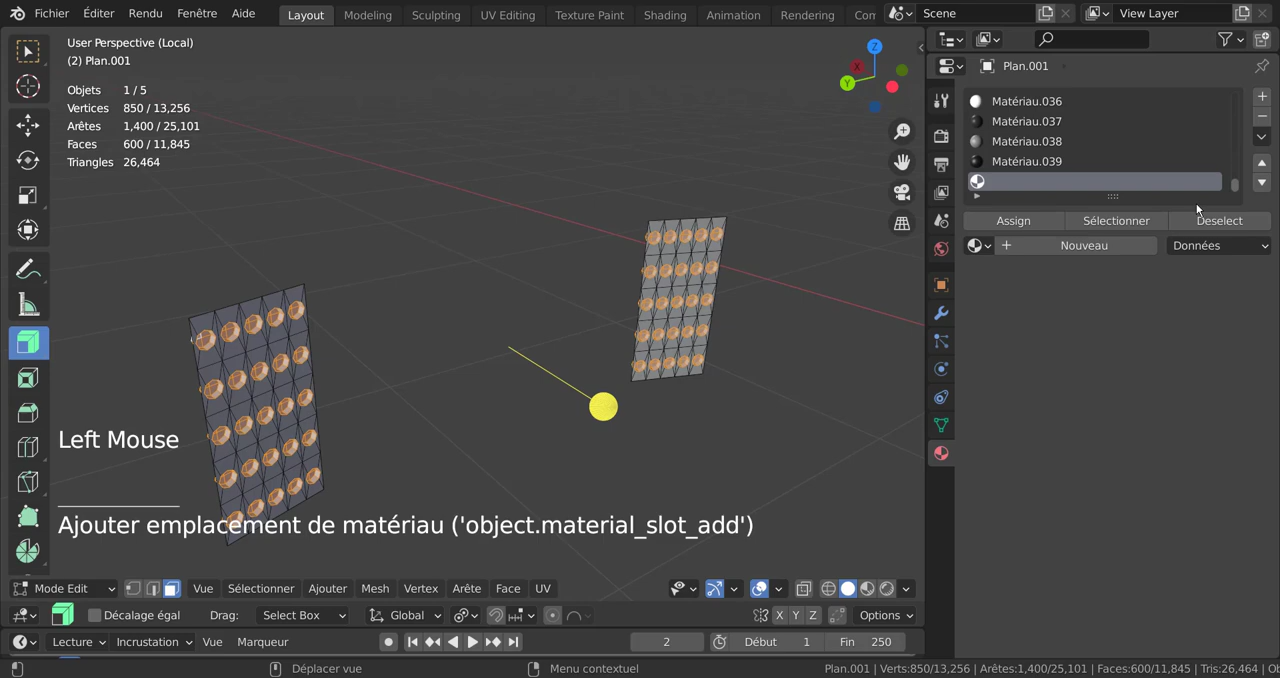 Fichier Éditer Rendu Fenêtre Aide Layout Modeling Sculpting UV Editing Texture Paint Shading Animation Rendering Scene View Layer
User Perspective (Local)
(2) Plan.001
Objets 1 / 5
Vertices 850 / 13,256
Arêtes 1,400 / 25,101
Faces 600 / 11,845
Triangles 26,464
Z
X
Y
Plan.001
Matériau.036
Matériau.037
Matériau.038
Matériau.039
Assign Sélectionner Deselect
Nouveau Données
Left Mouse
Ajouter emplacement de matériau ('object.material_slot_add')
Mode Edit Vue Sélectionner Ajouter Mesh Vertex Arête Face UV
Décalage égal Drag: Select Box Global X Y Z Options
Lecture Incrustation Vue Marqueur 2 Début 1 Fin 250
Déplacer vue Menu contextuel Plan.001 | Verts:850/13,256 | Arêtes:1,400/25,101 | Faces:600/11,845 | Tris:26,464 |